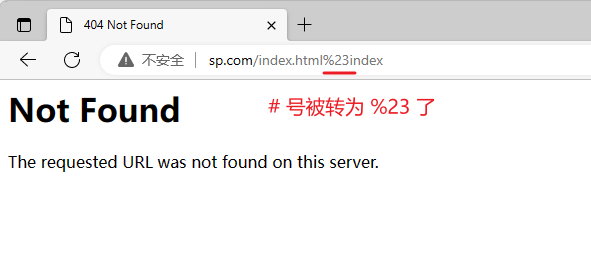 404 Not Found
不安全 sp.com/index.html%23index
Not Found
# 号被转为 %23 了
The requested URL was not found on this server.